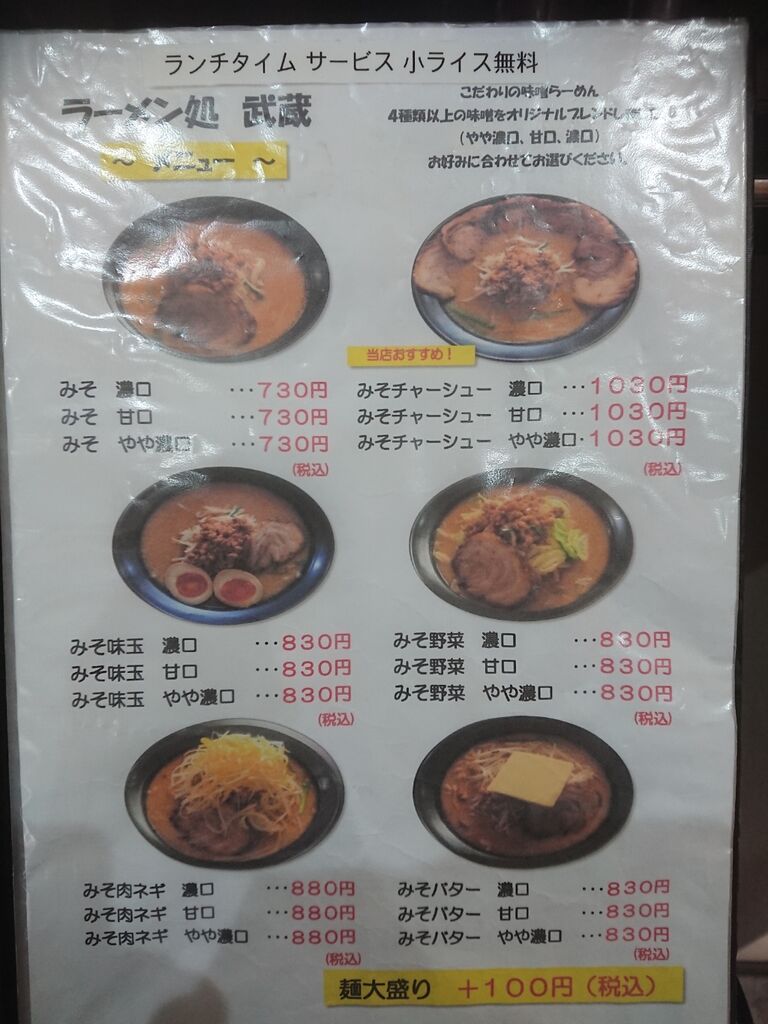 ランチタイム サービス 小ライス無料
ラーメン処 武蔵
～ メニュー ～
こだわりの味噌らーめん
4種類以上の味噌をオリジナルブレンドし
(やや濃口、甘口、濃口)
お好みに合わせてお選びください。
みそ 濃口 …730円
みそ 甘口 …730円
みそ やや濃口 …730円
(税込)
当店おすすめ！
みそチャーシュー 濃口 …1030円
みそチャーシュー 甘口 …1030円
みそチャーシュー やや濃口・1030円
(税込)
みそ味玉 濃口 …830円
みそ味玉 甘口 …830円
みそ味玉 やや濃口 …830円
(税込)
みそ野菜 濃口 …830円
みそ野菜 甘口 …830円
みそ野菜 やや濃口 …830円
(税込)
みそ肉ネギ 濃口 …880円
みそ肉ネギ 甘口 …880円
みそ肉ネギ やや濃口 …880円
(税込)
みそバター 濃口 …830円
みそバター 甘口 …830円
みそバター やや濃口 …830円
(税込)
麺大盛り ＋100円（税込）